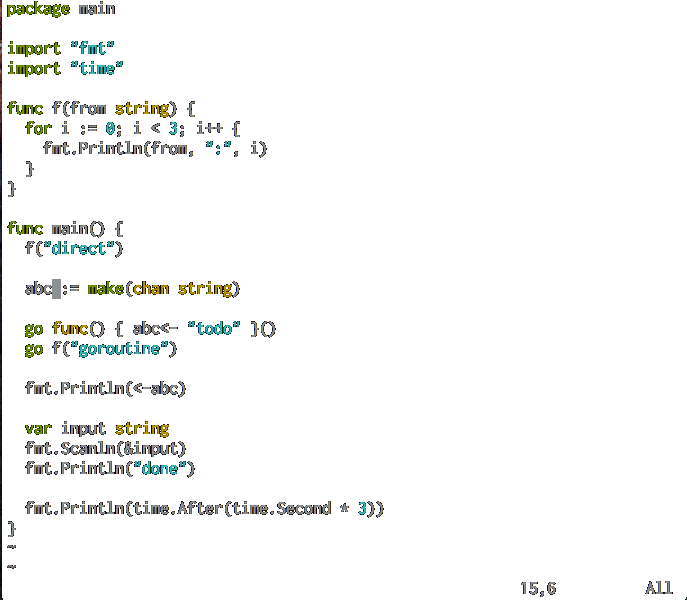 package main

import "fmt"
import "time"

func f(from string) {
  for i := 0; i < 3; i++ {
    fmt.Println(from, ":", i)
  }
}

func main() {
  f("direct")

  abc := make(chan string)

  go func() { abc<- "todo" }()
  go f("goroutine")

  fmt.Println(<-abc)

  var input string
  fmt.Scanln(&input)
  fmt.Println("done")

  fmt.Println(time.After(time.Second * 3))
}
~
~
15,6 All